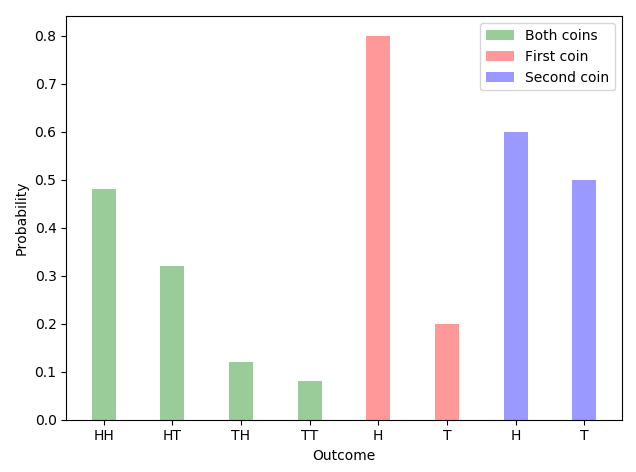 0.8
0.7
0.6
0.5
0.4
0.3
0.2
0.1
0.0
Probability
HH HT TH TT H T H T
Outcome
Both coins
First coin
Second coin